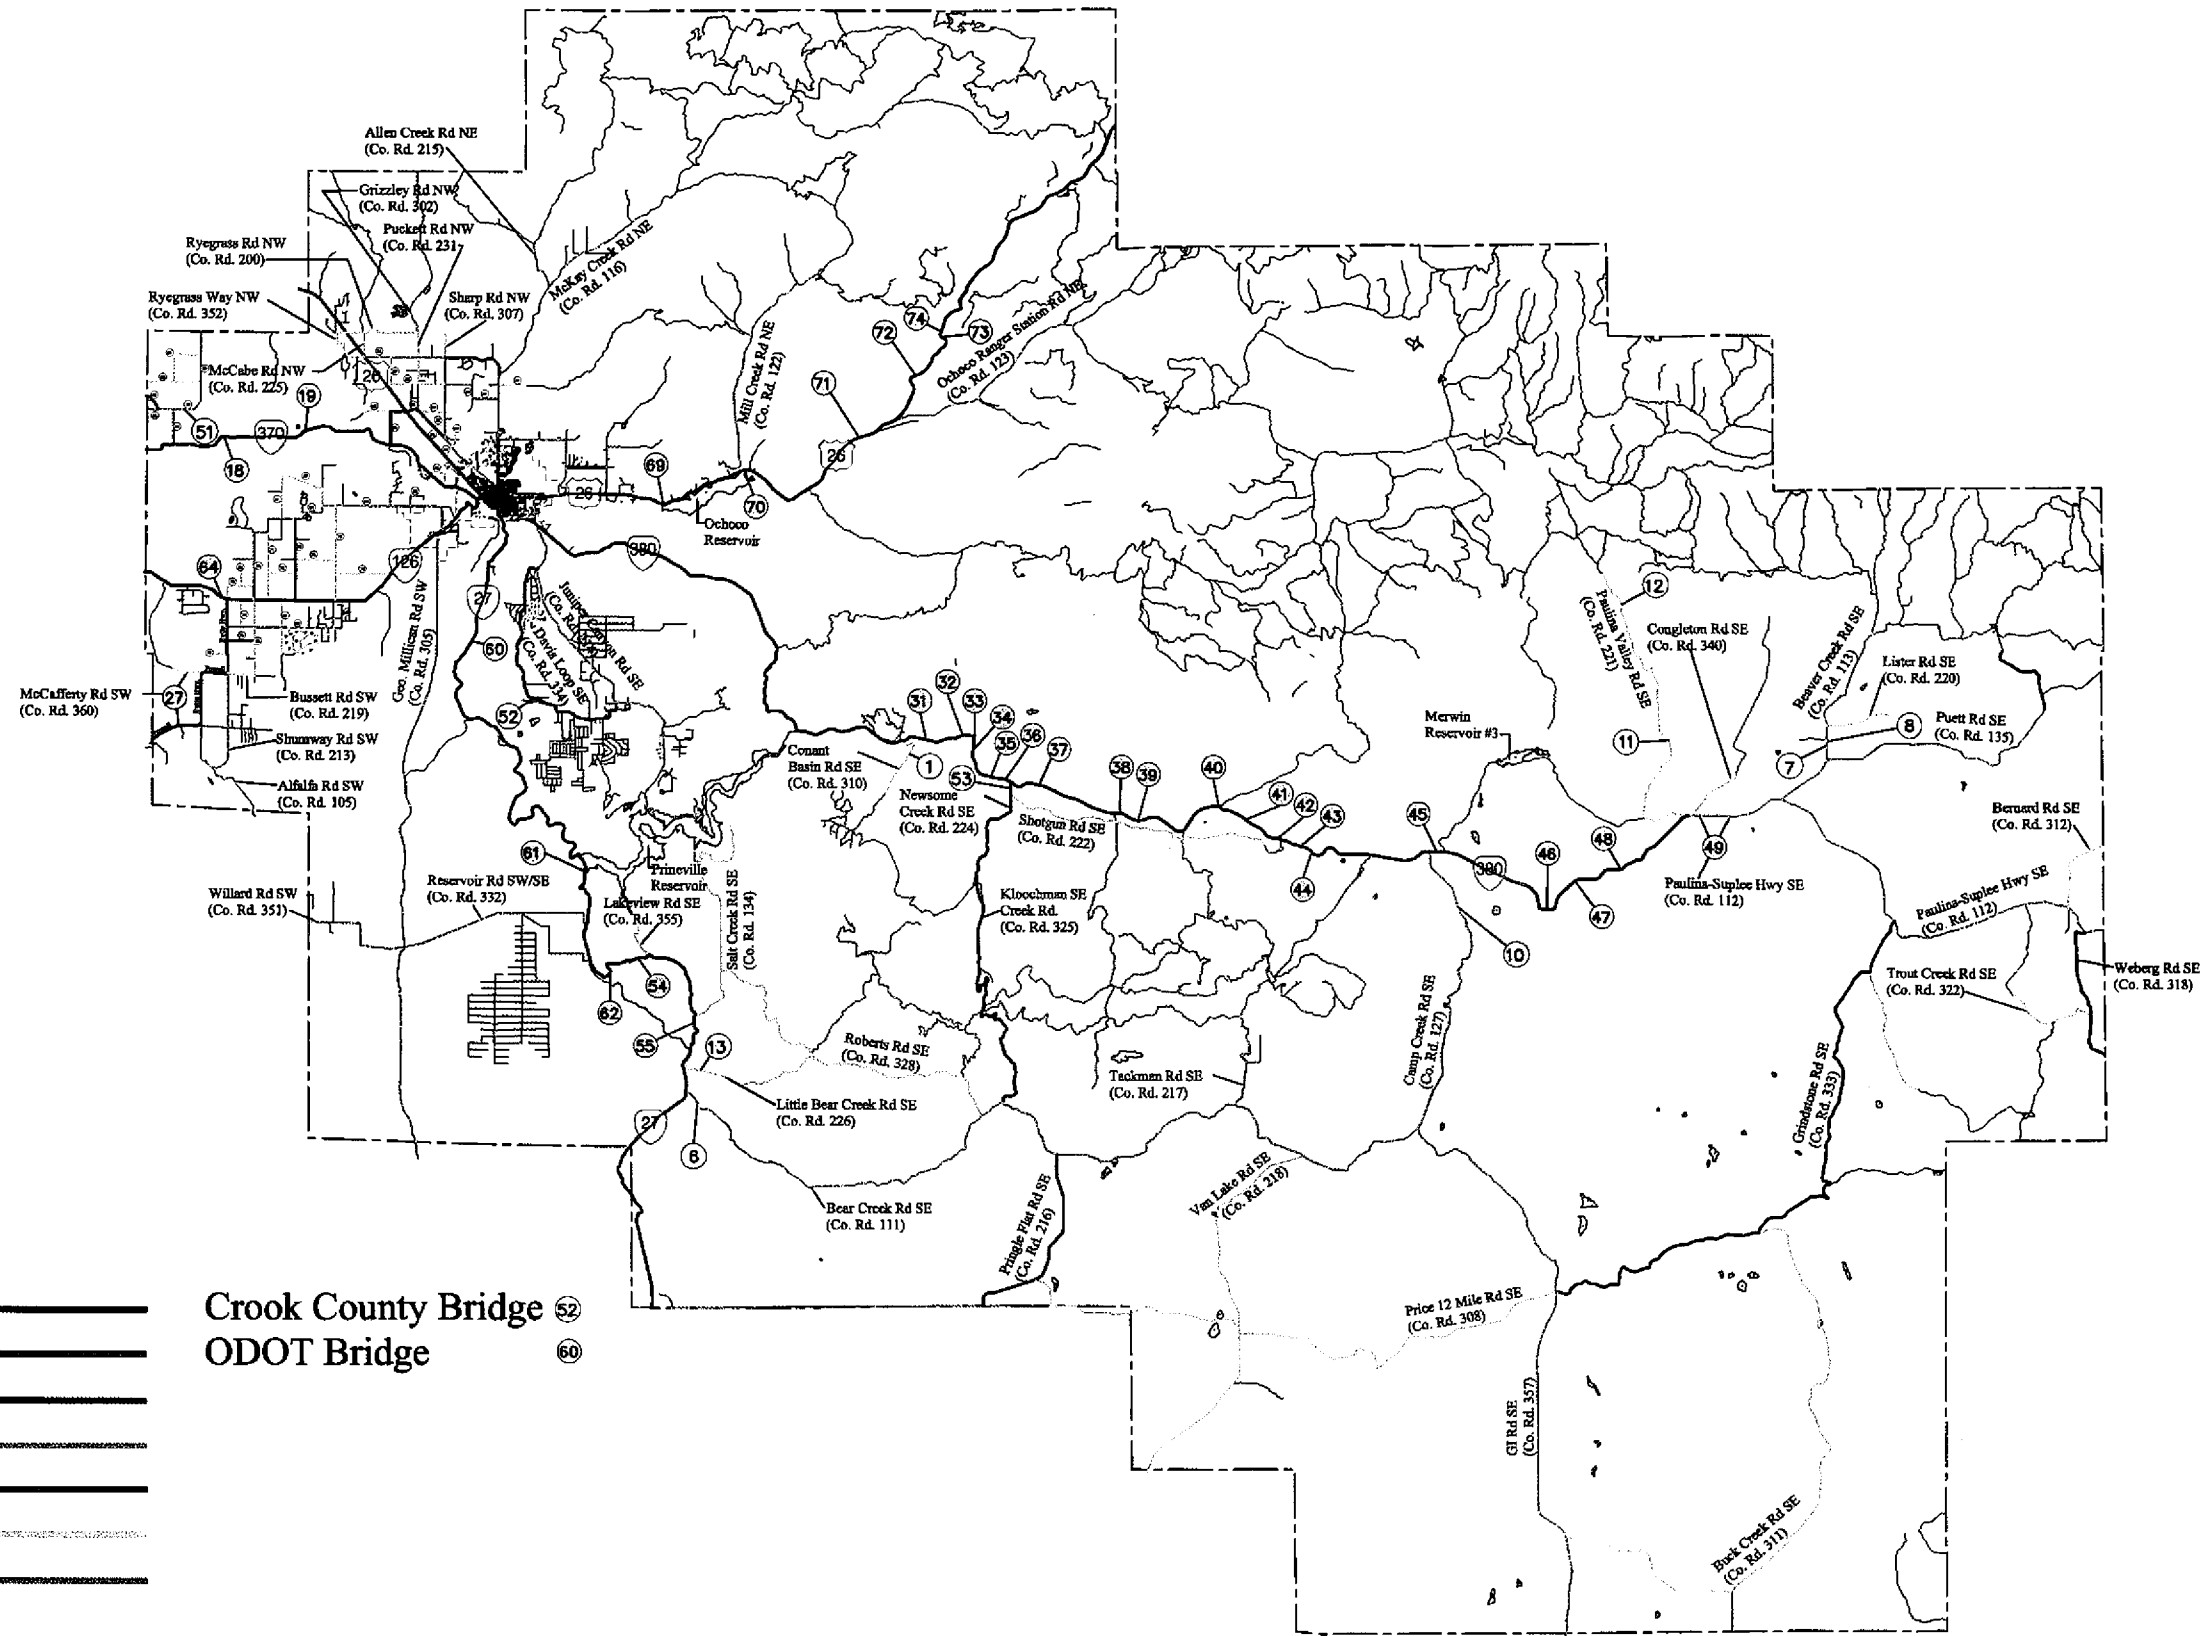 Allen Creek Rd NE
(Co. Rd. 215)
Grizzley Rd NW
(Co. Rd. 302)
Puckett Rd NW
(Co. Rd. 231
Ryegrass Rd NW
(Co. Rd. 200)
Ryegrass Way NW
(Co. Rd. 352)
Sharp Rd NW
(Co. Rd. 307)
McKay Creek Rd NE
(Co. Rd. 116)
McCabe Rd NW
(Co. Rd. 225)
26
19
51
370
18
Mill Creek Rd NE
(Co. Rd. 122)
74
73
72
71
Ochoco Ranger Station Rd NE
(Co. Rd. 123)
26
69
26
70
Ochoco
Reservoir
380
126
64
27
60
Geo. Millican Rd SW
(Co. Rd. 305)
Juniper Canyon Rd SE
Davis Loop SE
(Co. Rd. 334)
McCafferty Rd SW
(Co. Rd. 360)
27
Bussett Rd SW
(Co. Rd. 219)
Shumway Rd SW
(Co. Rd. 213)
Alfalfa Rd SW
(Co. Rd. 105)
52
12
Paulina Valley Rd SE
(Co. Rd. 221)
Congleton Rd SE
(Co. Rd. 340)
Beaver Creek Rd SE
(Co. Rd. 113)
Lister Rd SE
(Co. Rd. 220)
Puett Rd SE
(Co. Rd. 135)
8
7
11
Merwin
Reservoir #3
31
32
33
34
35
36
37
53
1
Conant
Basin Rd SE
(Co. Rd. 310)
Newsome
Creek Rd SE
(Co. Rd. 224)
Shotgun Rd SE
(Co. Rd. 222)
38
39
40
41
42
43
44
45
380
46
47
48
49
Paulina-Suplee Hwy SE
(Co. Rd. 112)
Bernard Rd SE
(Co. Rd. 312)
Paulina-Suplee Hwy SE
(Co. Rd. 112)
Weberg Rd SE
(Co. Rd. 318)
Trout Creek Rd SE
(Co. Rd. 322)
61
Prineville
Reservoir
Reservoir Rd SW/SE
(Co. Rd. 332)
Lakeview Rd SE
(Co. Rd. 355)
Willard Rd SW
(Co. Rd. 351)
Salt Creek Rd SE
(Co. Rd. 134)
Kloochman SE
Creek Rd.
(Co. Rd. 325)
10
54
62
55
13
Roberts Rd SE
(Co. Rd. 328)
Camp Creek Rd SE
(Co. Rd. 127)
Tackman Rd SE
(Co. Rd. 217)
Little Bear Creek Rd SE
(Co. Rd. 226)
Grindstone Rd SE
(Co. Rd. 333)
27
6
Bear Creek Rd SE
(Co. Rd. 111)
Van Lake Rd SE
(Co. Rd. 218)
Pringle Flat Rd SE
(Co. Rd. 216)
Price 12 Mile Rd SE
(Co. Rd. 308)
GI Rd SE
(Co. Rd. 357)
Buck Creek Rd SE
(Co. Rd. 311)
Crook County Bridge 52
ODOT Bridge 60